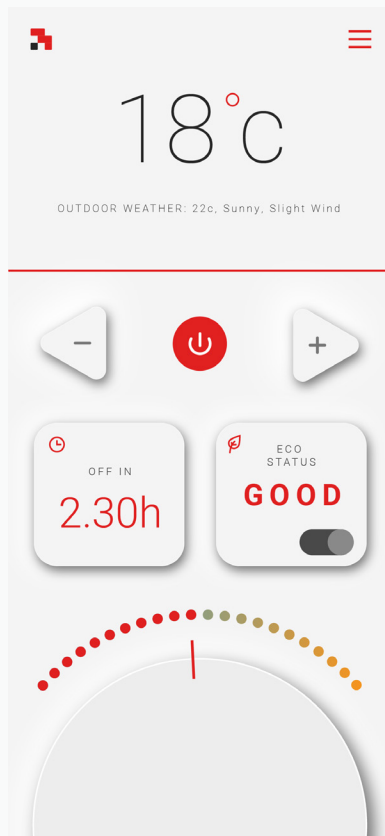 18°c
OUTDOOR WEATHER: 22c, Sunny, Slight Wind
−
+
OFF IN
2.30h
ECO
STATUS
GOOD